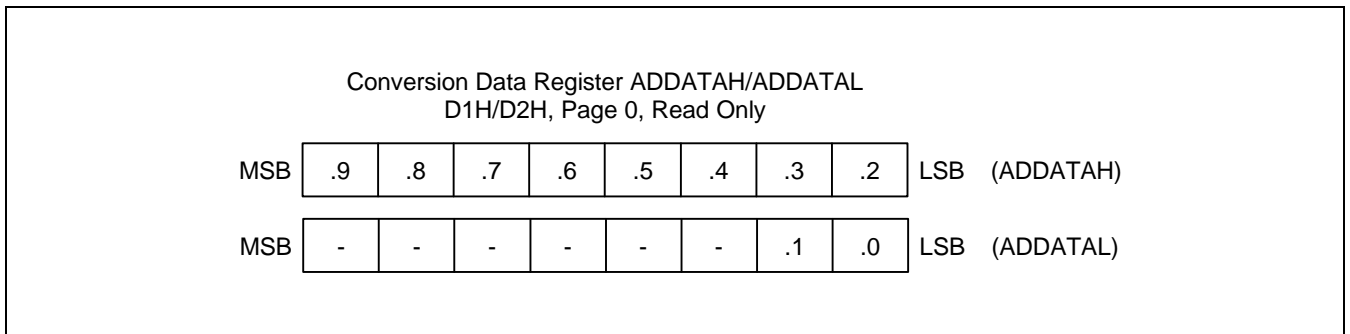 Conversion Data Register ADDATAH/ADDATAL
D1H/D2H, Page 0, Read Only
MSB .9 .8 .7 .6 .5 .4 .3 .2 LSB (ADDATAH)
MSB - - - - - - .1 .0 LSB (ADDATAL)